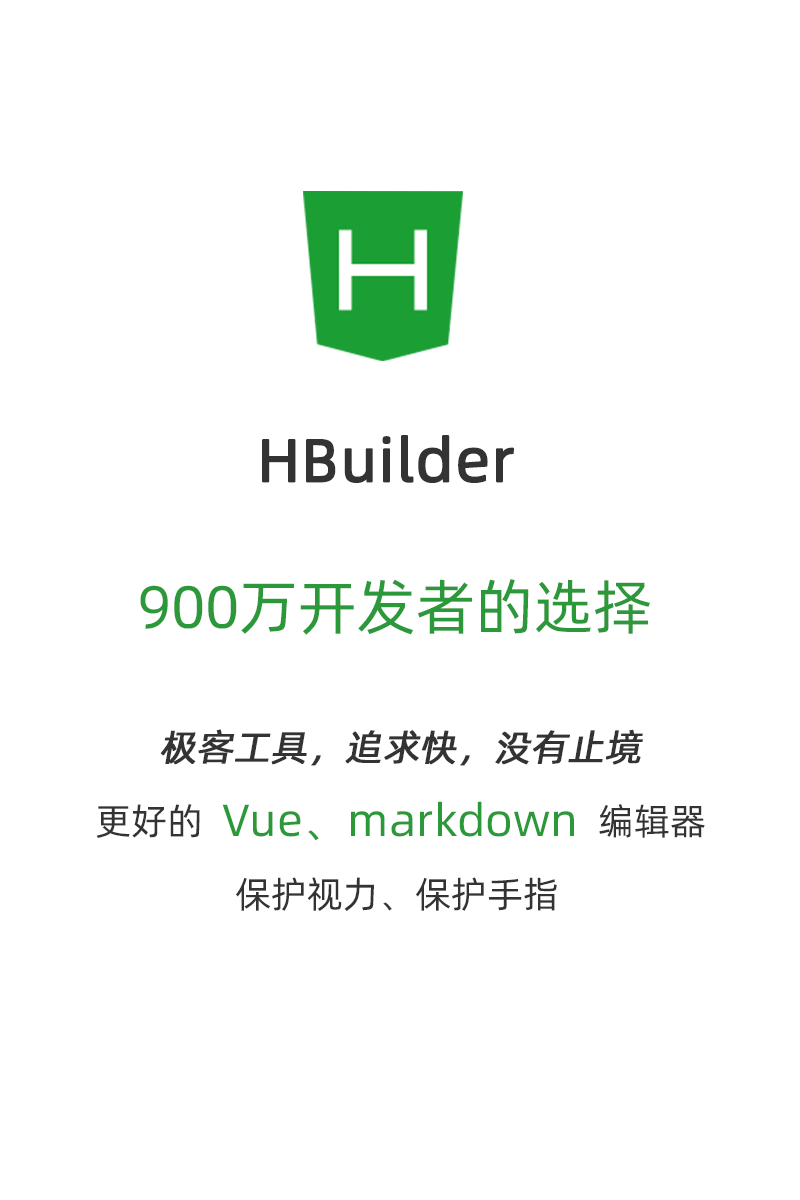 H
HBuilder
900万开发者的选择
极客工具，追求快，没有止境
更好的 Vue、markdown 编辑器
保护视力、保护手指